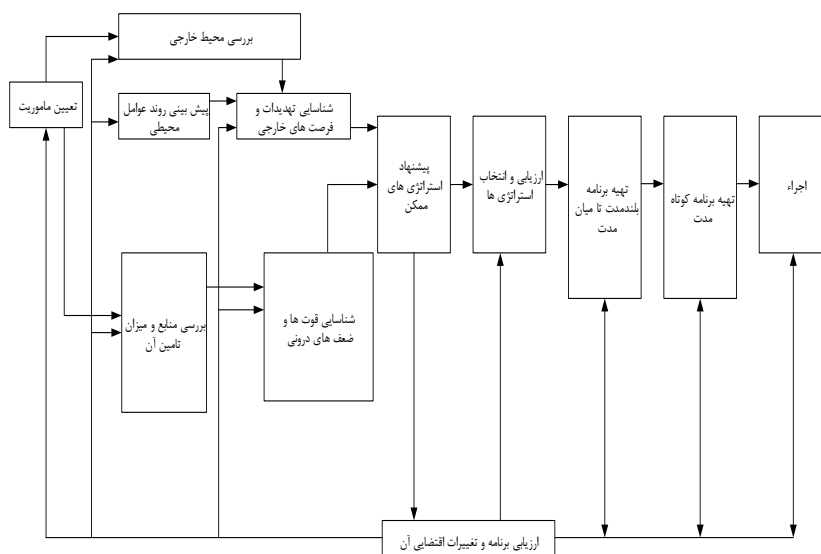 بررسی محیط خارجی
تعیین ماموریت
پیش بینی روند عوامل
محیطی
شناسایی تهدیدات و
فرصت های خارجی
پیشنهاد
استراتژی های
ممکن
ارزیابی و انتخاب
استراتژی ها
تهیه برنامه
بلندمدت تا میان
مدت
تهیه برنامه کوتاه
مدت
اجراء
بررسی منابع و میزان
تامین آن
شناسایی قوت ها و
ضعف های درونی
ارزیابی برنامه و تغییرات اقتضایی آن